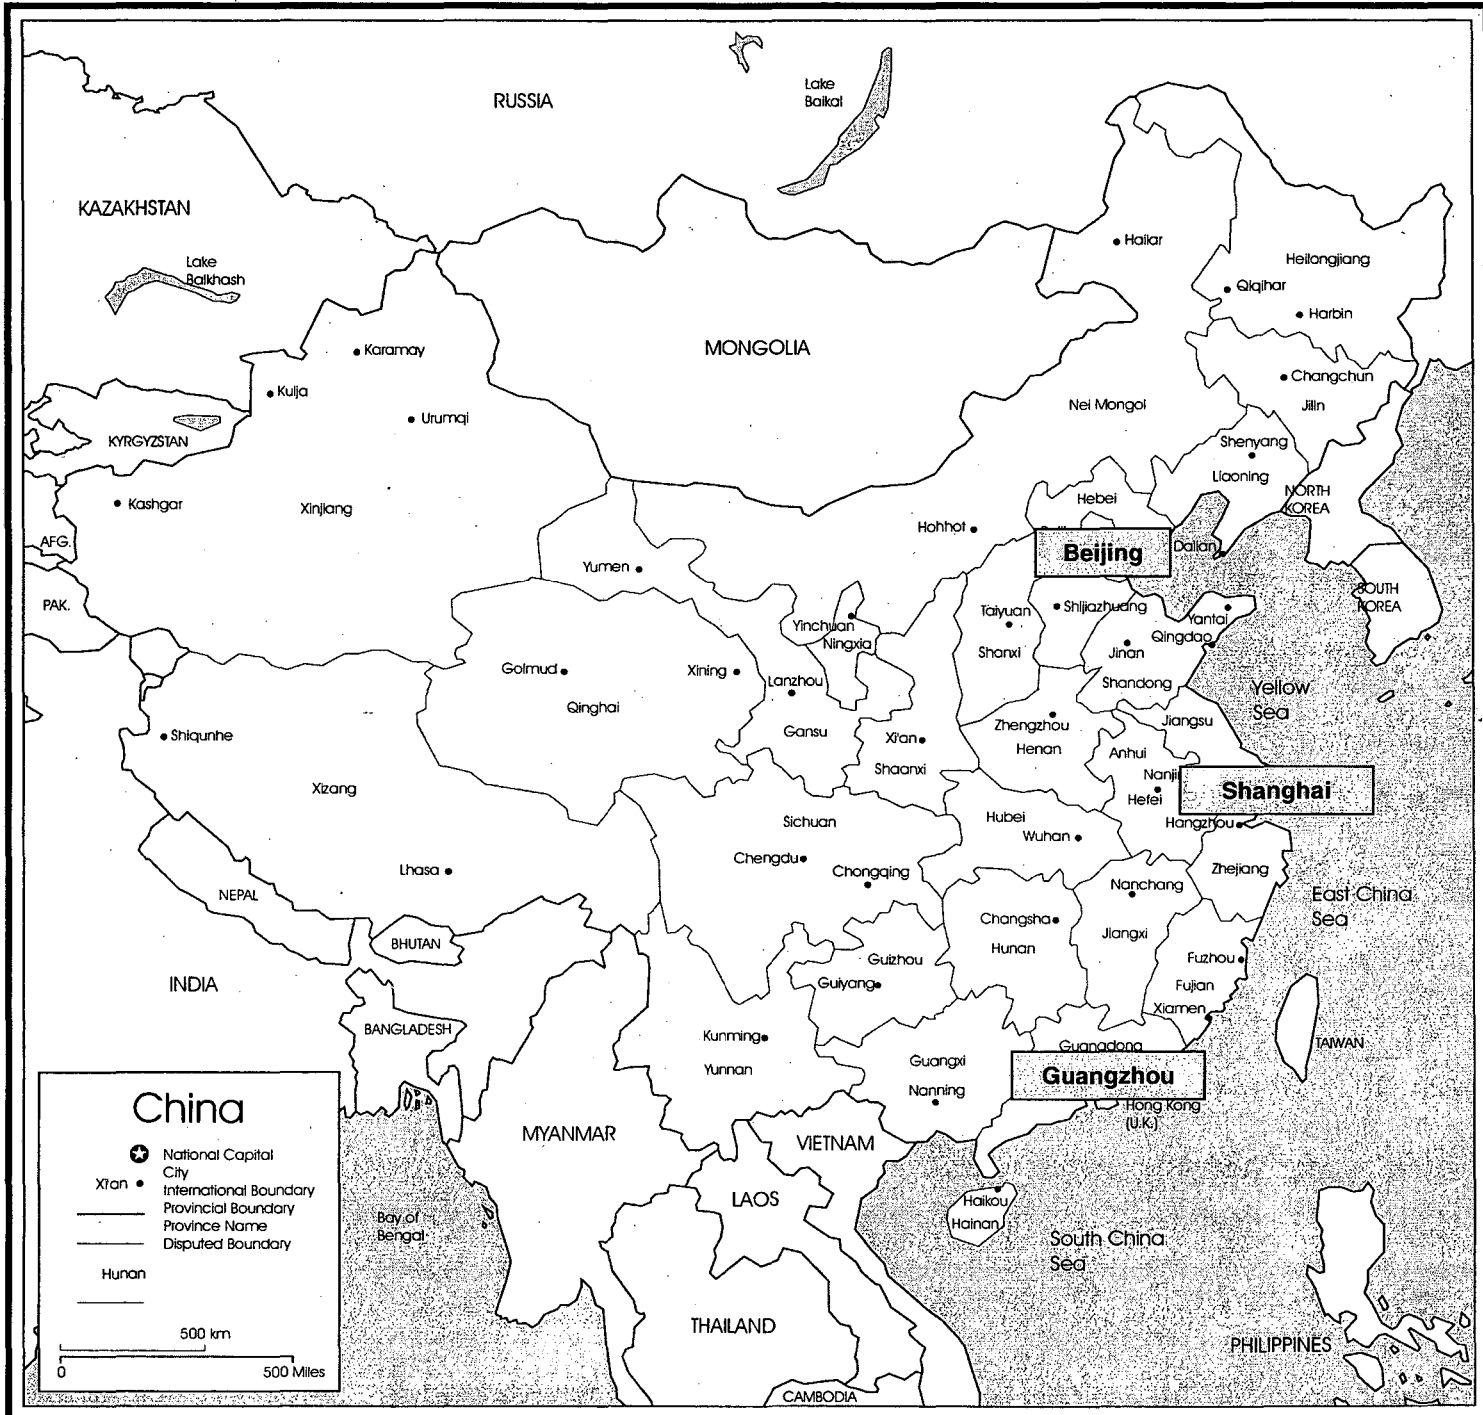 RUSSIA
Lake
Baikal
KAZAKHSTAN
Lake
Balkhash
Hailar
Heilongjiang
Qiqihar
Harbin
MONGOLIA
Karamay
Kulja
Urumqi
Changchun
Jilin
Nei Mongol
KYRGYZSTAN
Shenyang
Liaoning
NORTH
KOREA
Hebei
Kashgar
Xinjiang
Hohhot
Beijing
Dalian
AFG.
Yumen
PAK.
SOUTH
KOREA
Taiyuan
Shijiazhuang
Yantai
Yinchuan
Ningxia
Qingdao
Shanxi
Jinan
Golmud
Xining
Lanzhou
Shandong
Yellow
Sea
Qinghai
Gansu
Jiangsu
Zhengzhou
Henan
Shiqunhe
Xi'an
Shaanxi
Anhui
Nanjin
Hefei
Shanghai
Xizang
Hubei
Wuhan
Hangzhou
Sichuan
Chengdu
Chongqing
Lhasa
NEPAL
Zhejiang
Nanchang
East China
Sea
Changsha
Hunan
Jiangxi
BHUTAN
Guizhou
Guiyang
Fuzhou
Fujian
Xiamen
INDIA
BANGLADESH
Kunming
Yunnan
Guangxi
Nanning
Guangdong
Guangzhou
Hong Kong
(U.K.)
TAIWAN
MYANMAR
VIETNAM
LAOS
Haikou
Hainan
South China
Sea
Bay of
Bengal
THAILAND
CAMBODIA
PHILIPPINES
China
National Capital
City
Xi'an
International Boundary
Provincial Boundary
Province Name
Disputed Boundary
Hunan
500 km
0
500 Miles